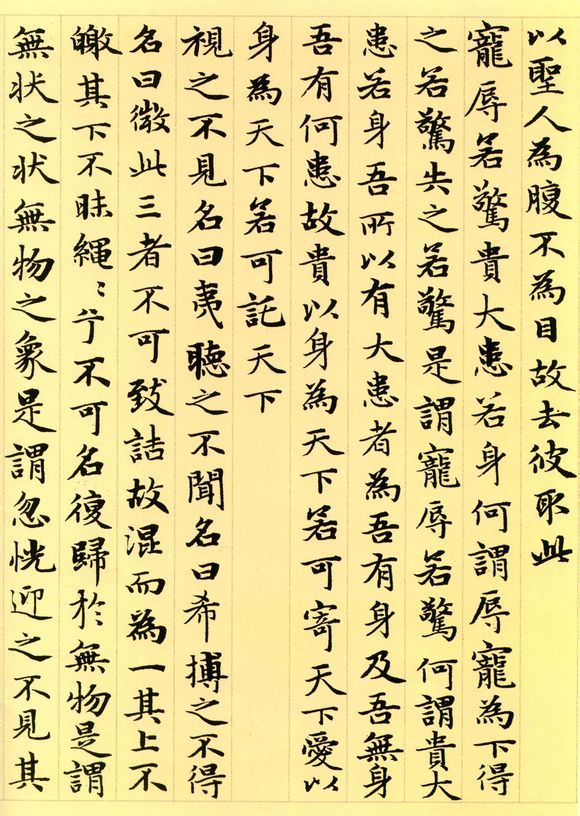 以聖人為腹不為目故去彼取此
寵辱若驚貴大患若身何謂辱寵為下得
之若驚失之若驚是謂寵辱若驚何謂貴大
患若身吾所以有大患者為吾有身及吾無身
吾有何患故貴以身為天下若可寄天下愛以
身為天下若可託天下
視之不見名曰夷聽之不聞名曰希搏之不得
名曰微此三者不可致詰故混而為一其上不
皦其下不昧繩〻兮不可名復歸於無物是謂
無状之状無物之象是謂忽恍迎之不見其